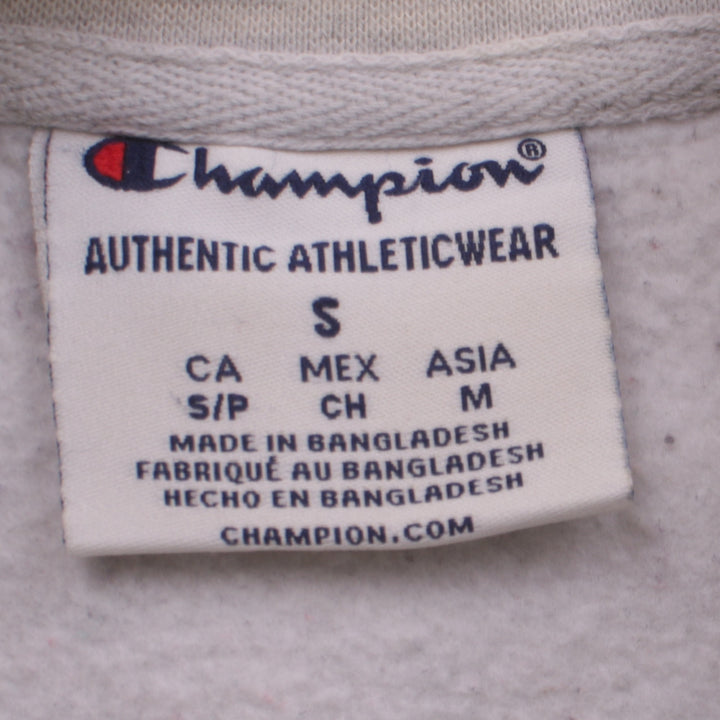 Champion®
AUTHENTIC ATHLETICWEAR
S
CA MEX ASIA
S/P CH M
MADE IN BANGLADESH
FABRIQUÉ AU BANGLADESH
HECHO EN BANGLADESH
CHAMPION.COM